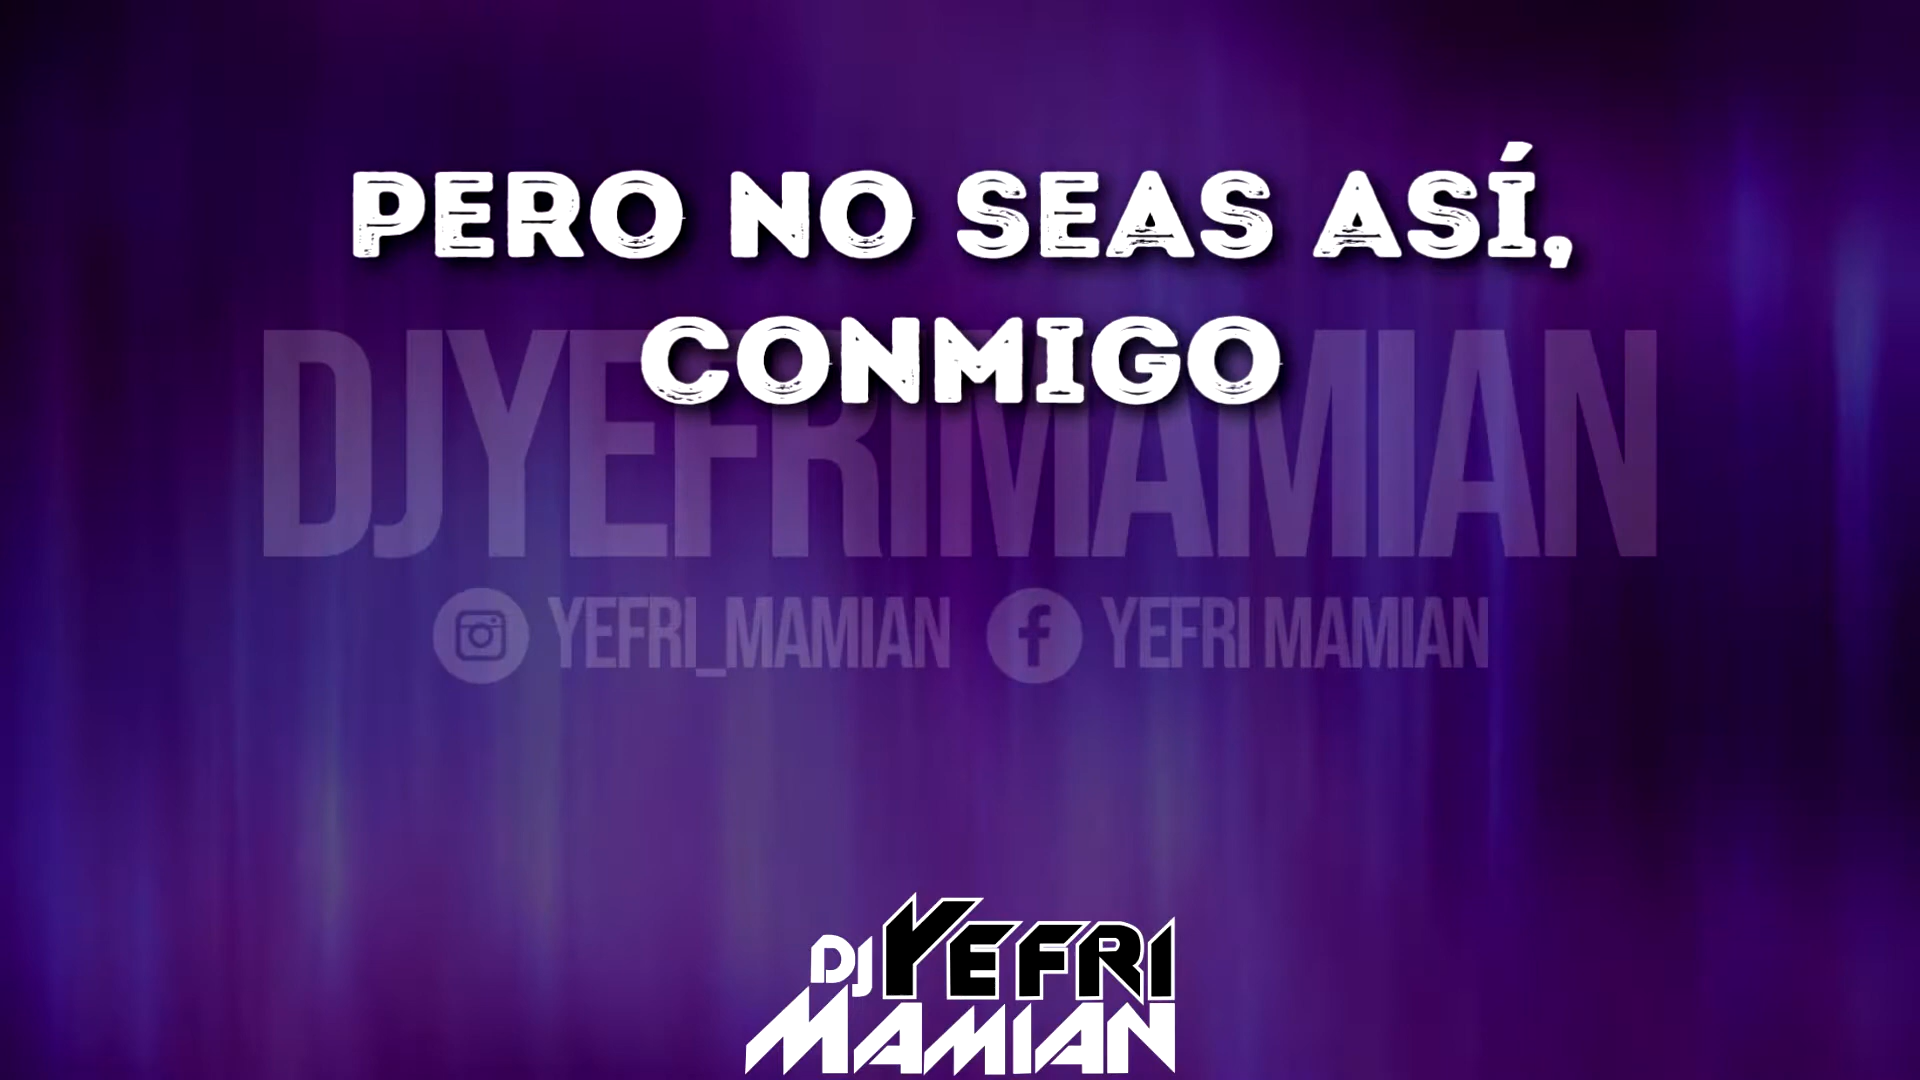 PERO NO SEAS ASÍ,
CONMIGO
DJYEFRIMAMIAN
YEFRI_MAMIAN YEFRI MAMIAN
DJ YEFRI
MAMIAN